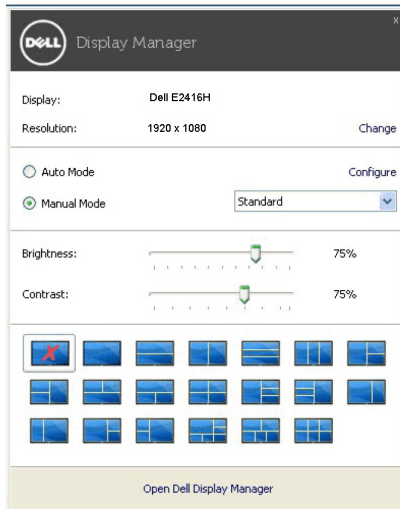 x
DELL Display Manager
Display: Dell E2416H
Resolution: 1920 x 1080 Change
Auto Mode Configure
Manual Mode Standard
Brightness: 75%
Contrast: 75%
Open Dell Display Manager